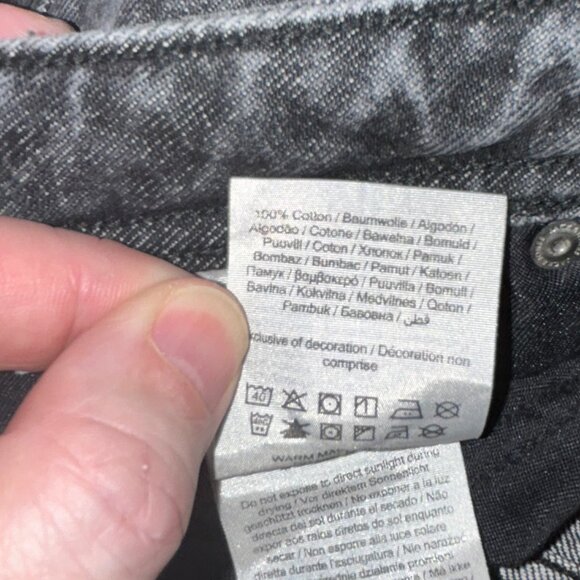 100% Cotton / Baumwolle / Algodón /
Algodão / Cotone / Bawełna / Bomuld /
Puuvill / Coton / Хлопок / Pamuk /
Bombaz / Bumbac / Pamut / Katoen /
Памук / βαμβακερό / Puuvilla / Bomull /
Bavlna / Kokvilna / Medvilnės / Qoton /
Pambuk / Бавовна / قطن
clusive of decoration / Décoration non
comprise
40
WARM
Do not expose to direct sunlight during
drying / Vor direktem Sonnenlicht
geschützt trocknen / No exponer a la luz
directa del sol durante el secado / Não
expor aos raios diretos do sol enquanto
secar / Non esporre alla luce solare
diretta durante l'asciugatura / Nie narażać
działanie promieni